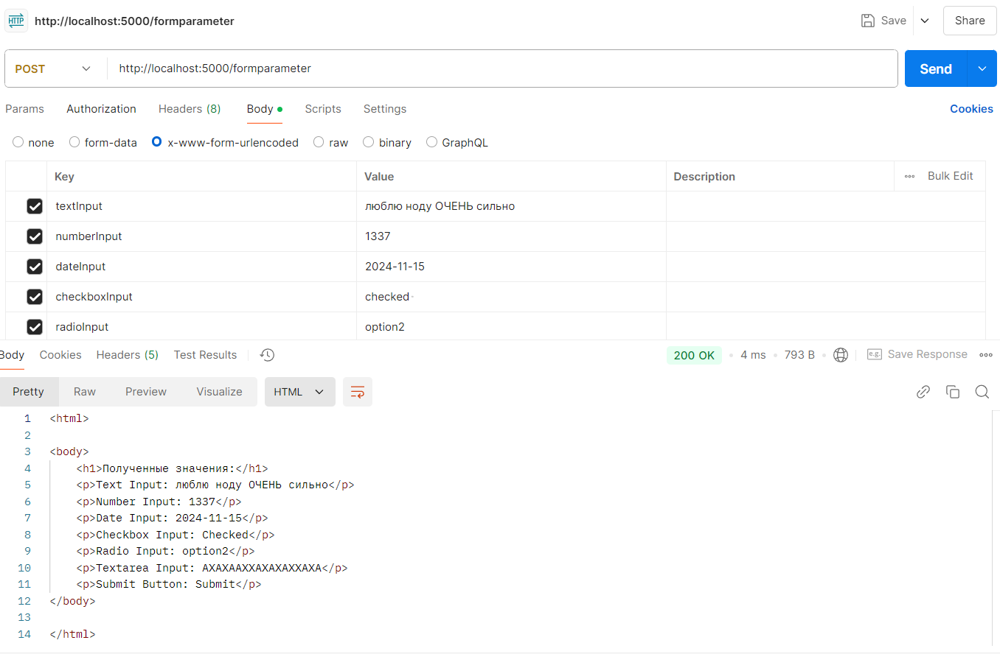 HTTP http://localhost:5000/formparameter Save Share
POST http://localhost:5000/formparameter Send
Params Authorization Headers (8) Body Scripts Settings Cookies
none form-data x-www-form-urlencoded raw binary GraphQL
Key Value Description Bulk Edit
textInput люблю ноду ОЧЕНЬ сильно
numberInput 1337
dateInput 2024-11-15
checkboxInput checked
radioInput option2
Body Cookies Headers (5) Test Results 200 OK 4 ms 793 B e.g. Save Response
Pretty Raw Preview Visualize HTML
1 <html>
2
3 <body>
4 <h1>Полученные значения:</h1>
5 <p>Text Input: люблю ноду ОЧЕНЬ сильно</p>
6 <p>Number Input: 1337</p>
7 <p>Date Input: 2024-11-15</p>
8 <p>Checkbox Input: Checked</p>
9 <p>Radio Input: option2</p>
10 <p>Textarea Input: АХАХААХХАХАХАХХАХА</p>
11 <p>Submit Button: Submit</p>
12 </body>
13
14 </html>